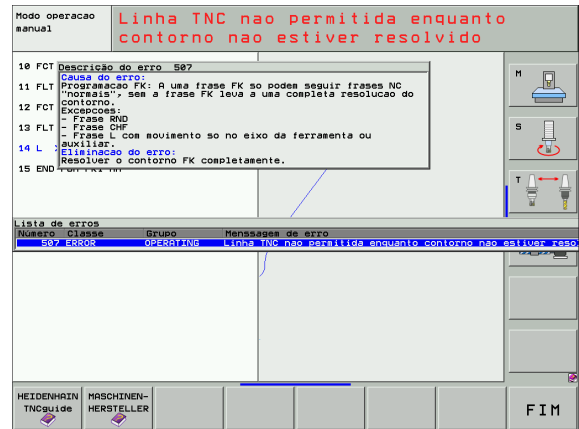 Modo operacao
manual
Linha TNC nao permitida enquanto
contorno nao estiver resolvido
10 FCT
Descrição do erro 507
Causa do erro:
11 FLT
Programacao FK: A uma frase FK so podem seguir frases NC
"normais", sem a frase FK leva a uma completa resolucao do
contorno.
12 FCT
Excepcoes:
- Frase RND
13 FLT
- Frase CHF
- Frase L com movimento so no eixo da ferramenta ou
auxiliar.
14 L
Eliminacao do erro:
Resolver o contorno FK completamente.
15 END
M
S
T
Lista de erros
Número Classe Grupo Menssagem de erro
507 ERROR OPERATING Linha TNC nao permitida enquanto contorno nao estiver reso
HEIDENHAIN
TNCguide
MASCHINEN-
HERSTELLER
FIM